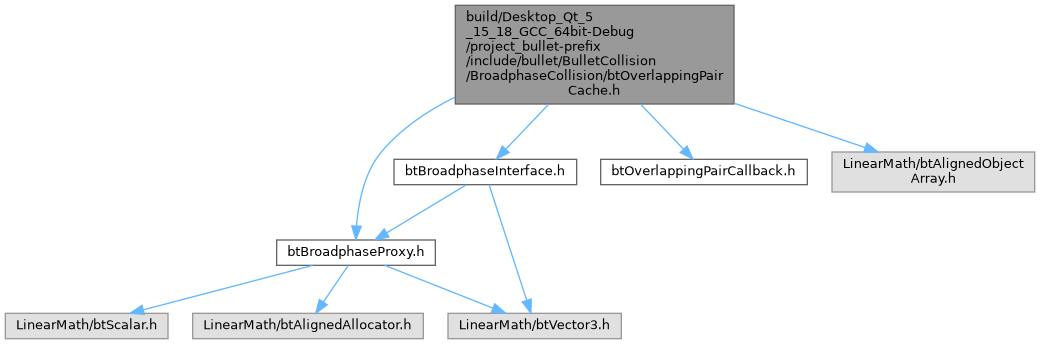 build/Desktop_Qt_5
_15_18_GCC_64bit-Debug
/project_bullet-prefix
/include/bullet/BulletCollision
/BroadphaseCollision/btOverlappingPair
Cache.h
btBroadphaseInterface.h
btOverlappingPairCallback.h
LinearMath/btAlignedObject
Array.h
btBroadphaseProxy.h
LinearMath/btScalar.h
LinearMath/btAlignedAllocator.h
LinearMath/btVector3.h